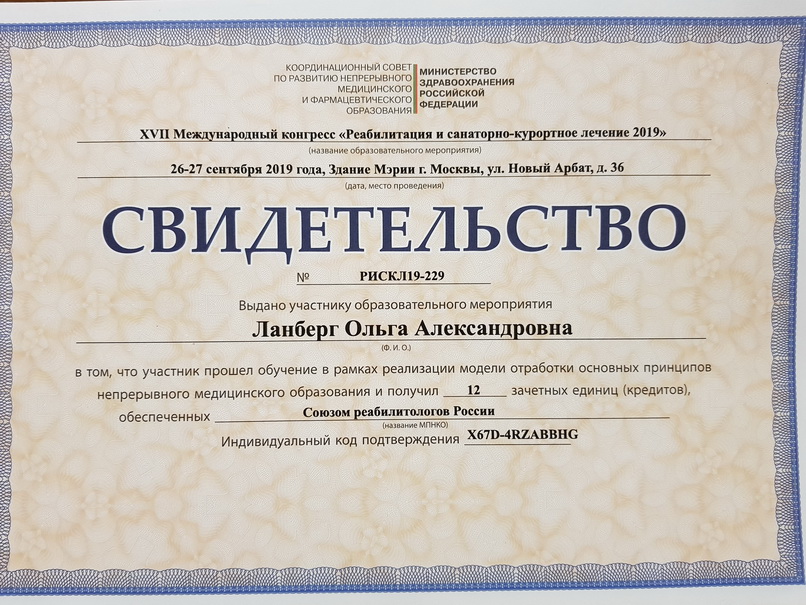 КООРДИНАЦИОННЫЙ СОВЕТ
ПО РАЗВИТИЮ НЕПРЕРЫВНОГО
МЕДИЦИНСКОГО
И ФАРМАЦЕВТИЧЕСКОГО
ОБРАЗОВАНИЯ
МИНИСТЕРСТВО
ЗДРАВООХРАНЕНИЯ
РОССИЙСКОЙ
ФЕДЕРАЦИИ
XVII Международный конгресс «Реабилитация и санаторно-курортное лечение 2019»
(название образовательного мероприятия)
26-27 сентября 2019 года, Здание Мэрии г. Москвы, ул. Новый Арбат, д. 36
(дата, место проведения)
СВИДЕТЕЛЬСТВО
№ РИСКЛ19-229
Выдано участнику образовательного мероприятия
Ланберг Ольга Александровна
(Ф. И. О.)
в том, что участник прошел обучение в рамках реализации модели отработки основных принципов
непрерывного медицинского образования и получил 12 зачетных единиц (кредитов),
обеспеченных Союзом реабилитологов России
(название МПНКО)
Индивидуальный код подтверждения X67D-4RZABBHG